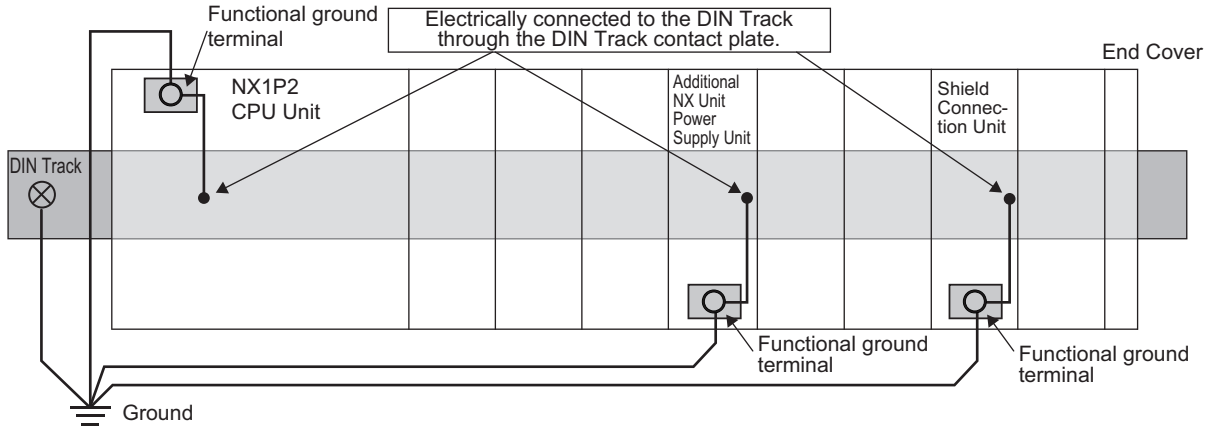 Functional ground
terminal
Electrically connected to the DIN Track
through the DIN Track contact plate.
End Cover
NX1P2
CPU Unit
Additional
NX Unit
Power
Supply Unit
Shield
Connec-
tion Unit
DIN Track
Functional ground
terminal
Functional ground
terminal
Ground